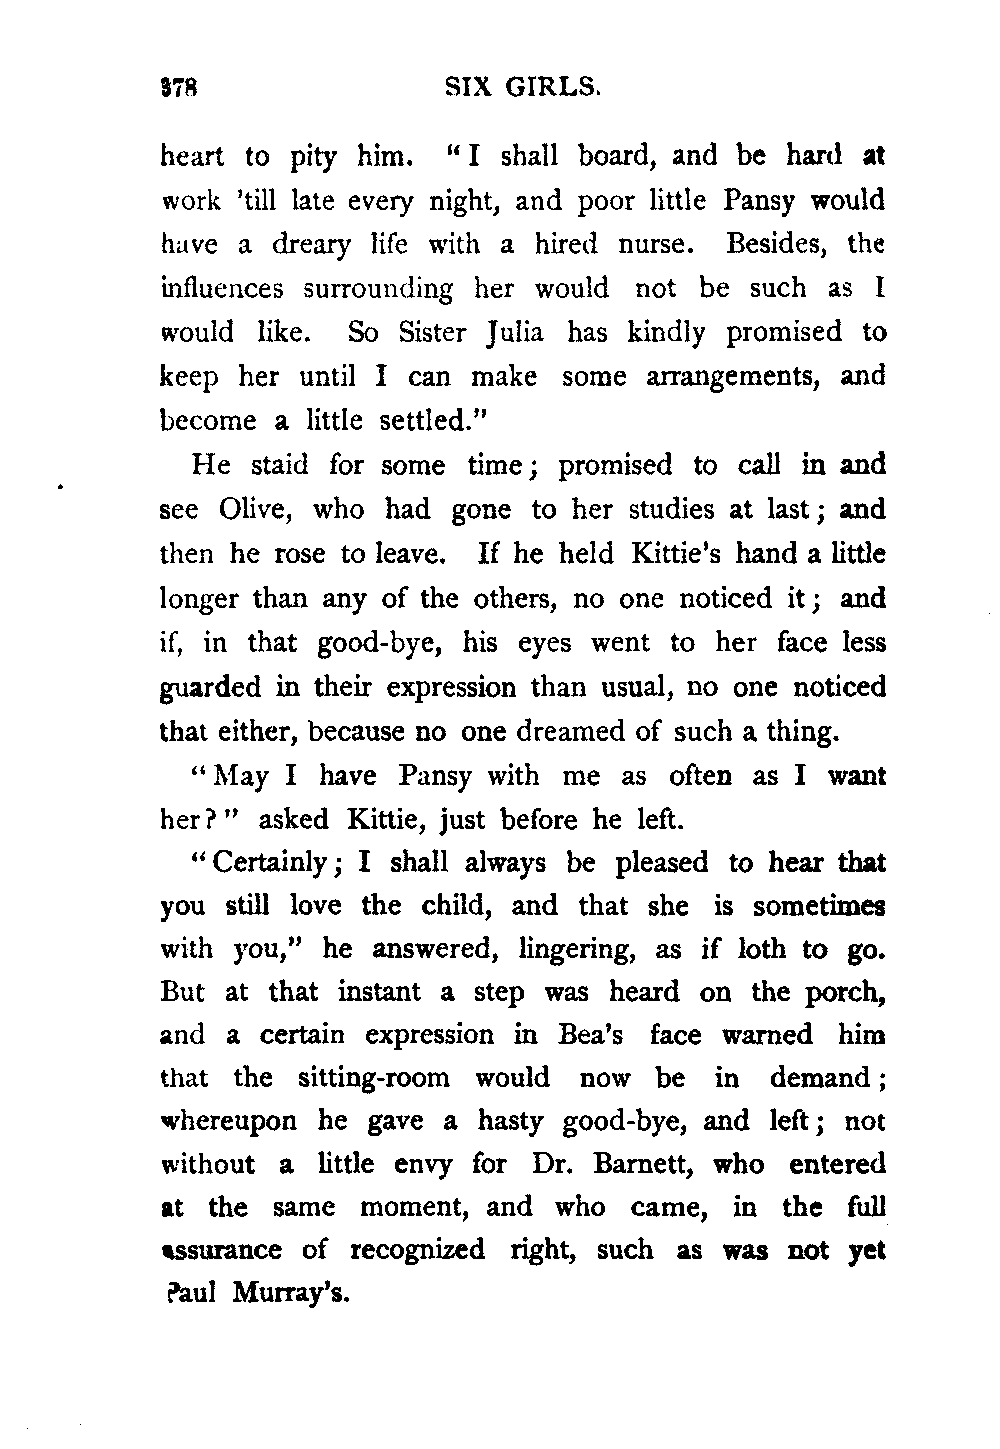 378 SIX GIRLS.
heart to pity him. "I shall board, and be hard at
work 'till late every night, and poor little Pansy would
have a dreary life with a hired nurse. Besides, the
influences surrounding her would not be such as I
would like. So Sister Julia has kindly promised to
keep her until I can make some arrangements, and
become a little settled."
He staid for some time; promised to call in and
see Olive, who had gone to her studies at last; and
then he rose to leave. If he held Kittie's hand a little
longer than any of the others, no one noticed it; and
if, in that good-bye, his eyes went to her face less
guarded in their expression than usual, no one noticed
that either, because no one dreamed of such a thing.
"May I have Pansy with me as often as I want
her?" asked Kittie, just before he left.
"Certainly; I shall always be pleased to hear that
you still love the child, and that she is sometimes
with you," he answered, lingering, as if loth to go.
But at that instant a step was heard on the porch,
and a certain expression in Bea's face warned him
that the sitting-room would now be in demand;
whereupon he gave a hasty good-bye, and left; not
without a little envy for Dr. Barnett, who entered
at the same moment, and who came, in the full
assurance of recognized right, such as was not yet
Paul Murray's.